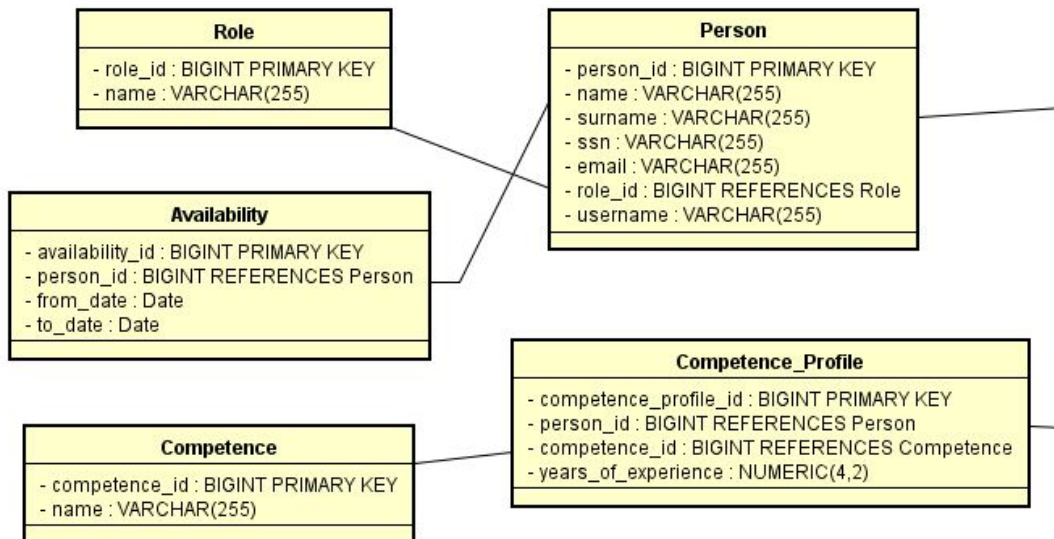 Role
- role_id : BIGINT PRIMARY KEY
- name : VARCHAR(255)
Person
- person_id : BIGINT PRIMARY KEY
- name : VARCHAR(255)
- surname : VARCHAR(255)
- ssn : VARCHAR(255)
- email : VARCHAR(255)
- role_id : BIGINT REFERENCES Role
- username : VARCHAR(255)
Availability
- availability_id : BIGINT PRIMARY KEY
- person_id : BIGINT REFERENCES Person
- from_date : Date
- to_date : Date
Competence_Profile
- competence_profile_id : BIGINT PRIMARY KEY
- person_id : BIGINT REFERENCES Person
- competence_id : BIGINT REFERENCES Competence
- years_of_experience : NUMERIC(4,2)
Competence
- competence_id : BIGINT PRIMARY KEY
- name : VARCHAR(255)